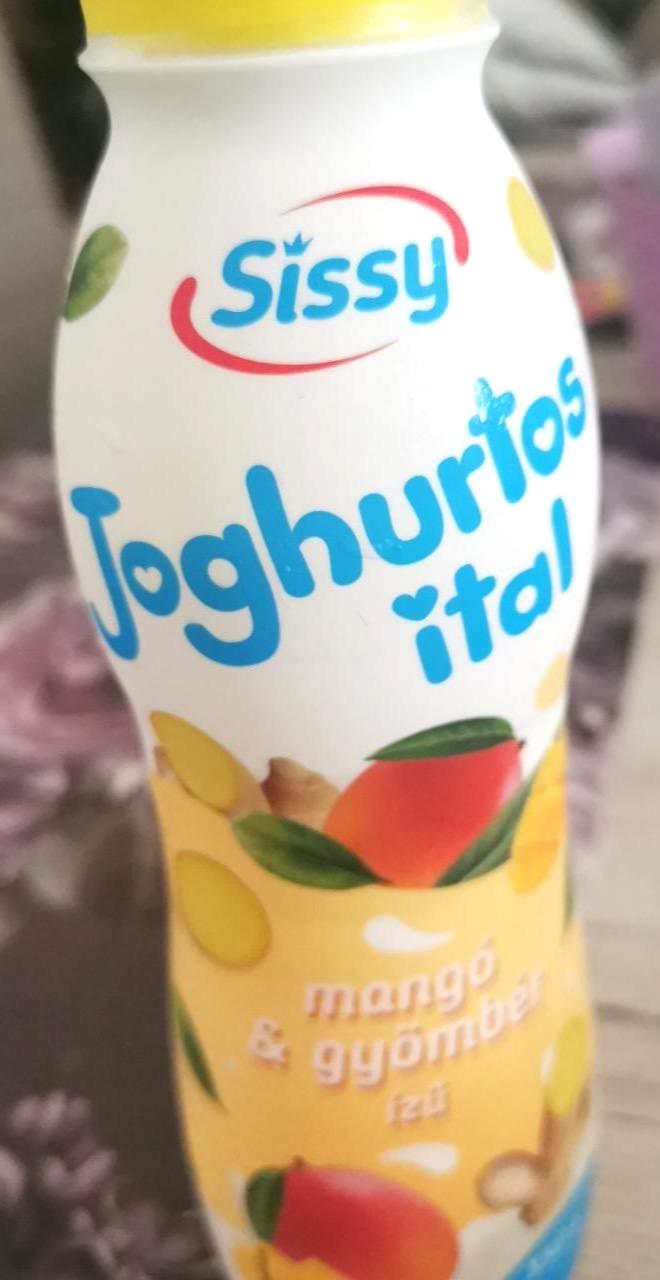 Sissy
Joghurtos
ital
mangó
& gyömbér
ízű